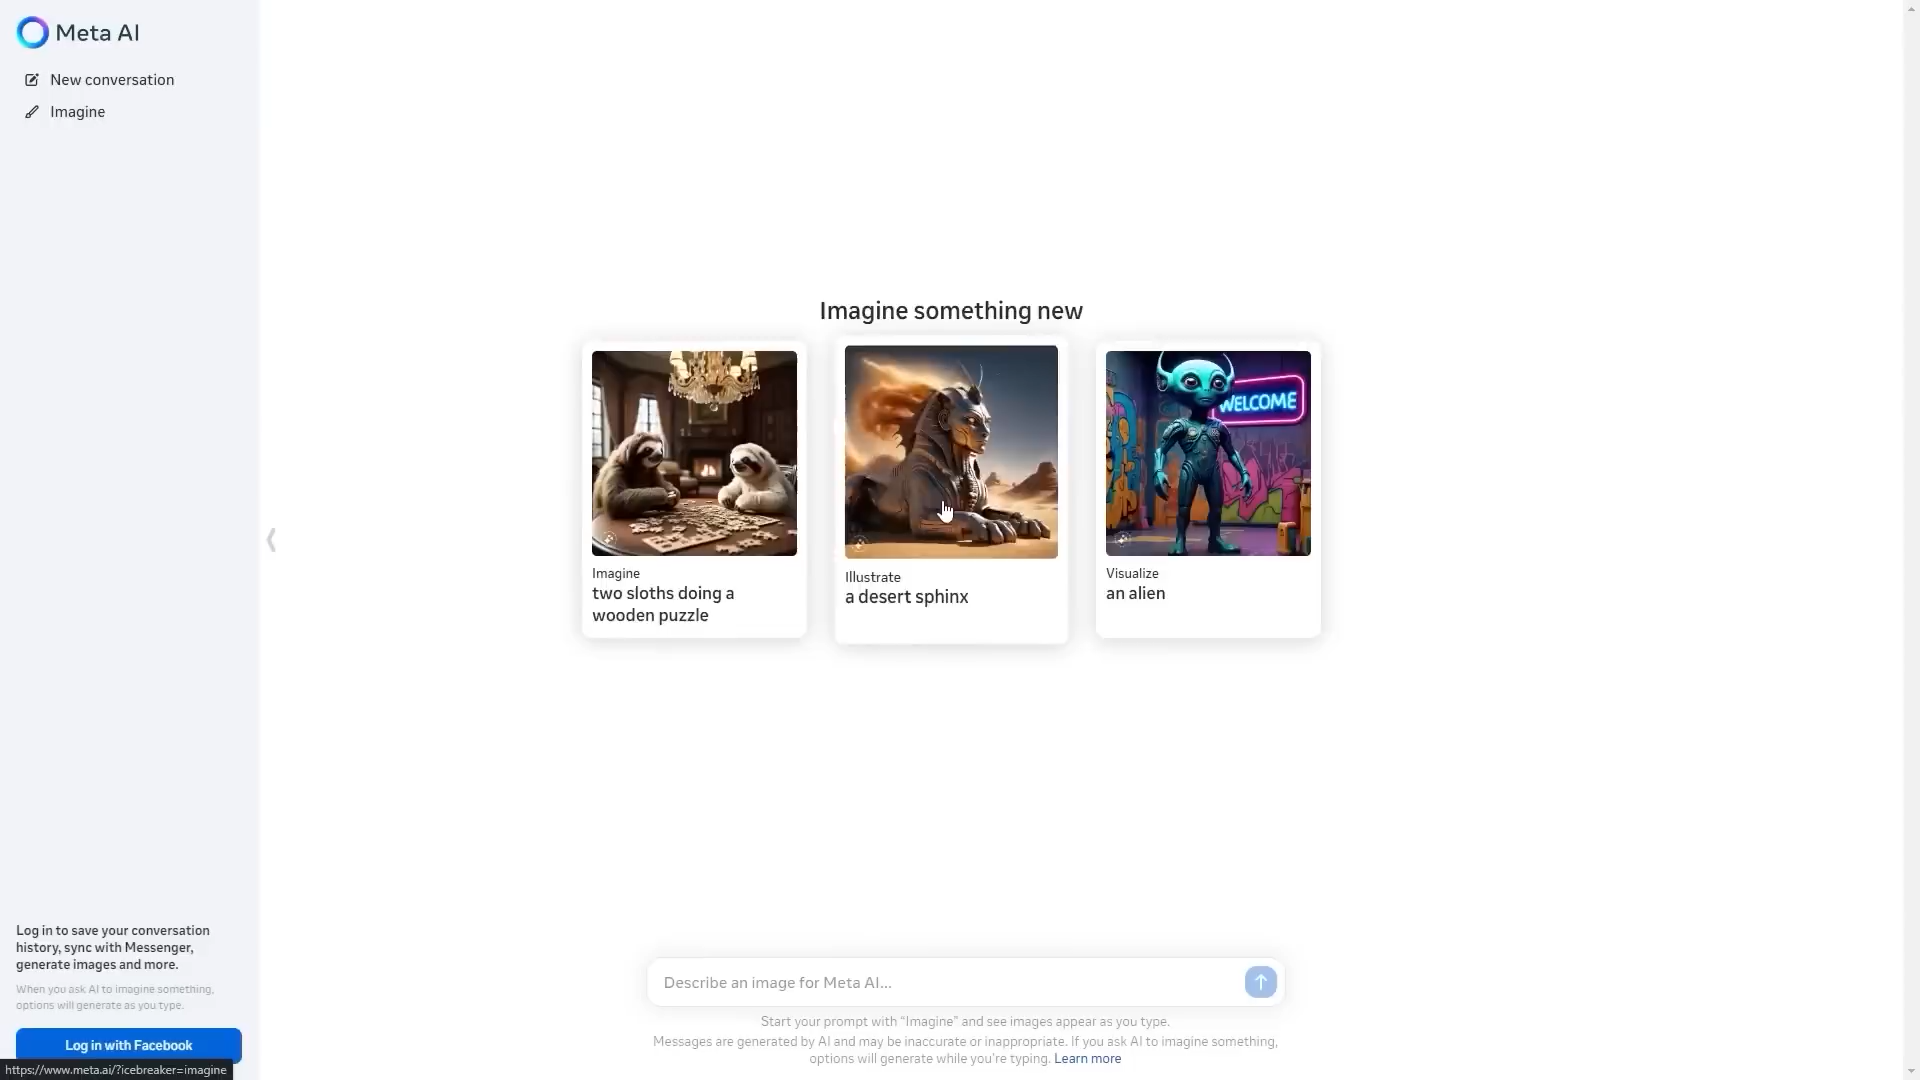 Meta AI
New conversation
Imagine
Imagine something new
WELCOME
Imagine
two sloths doing a
wooden puzzle
Illustrate
a desert sphinx
Visualize
an alien
Log in to save your conversation
history, sync with Messenger,
generate images and more.
When you ask AI to imagine something,
options will generate as you type.
Log in with Facebook
https://www.meta.ai/?icebreaker=imagine
Describe an image for Meta AI...
Start your prompt with “Imagine” and see images appear as you type.
Messages are generated by AI and may be inaccurate or inappropriate. If you ask AI to imagine something,
options will generate while you're typing. Learn more